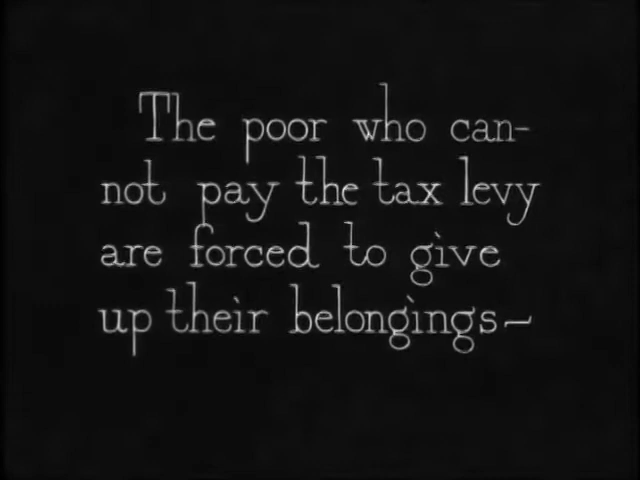 The poor who can-
not pay the tax levy
are forced to give
up their belongings—